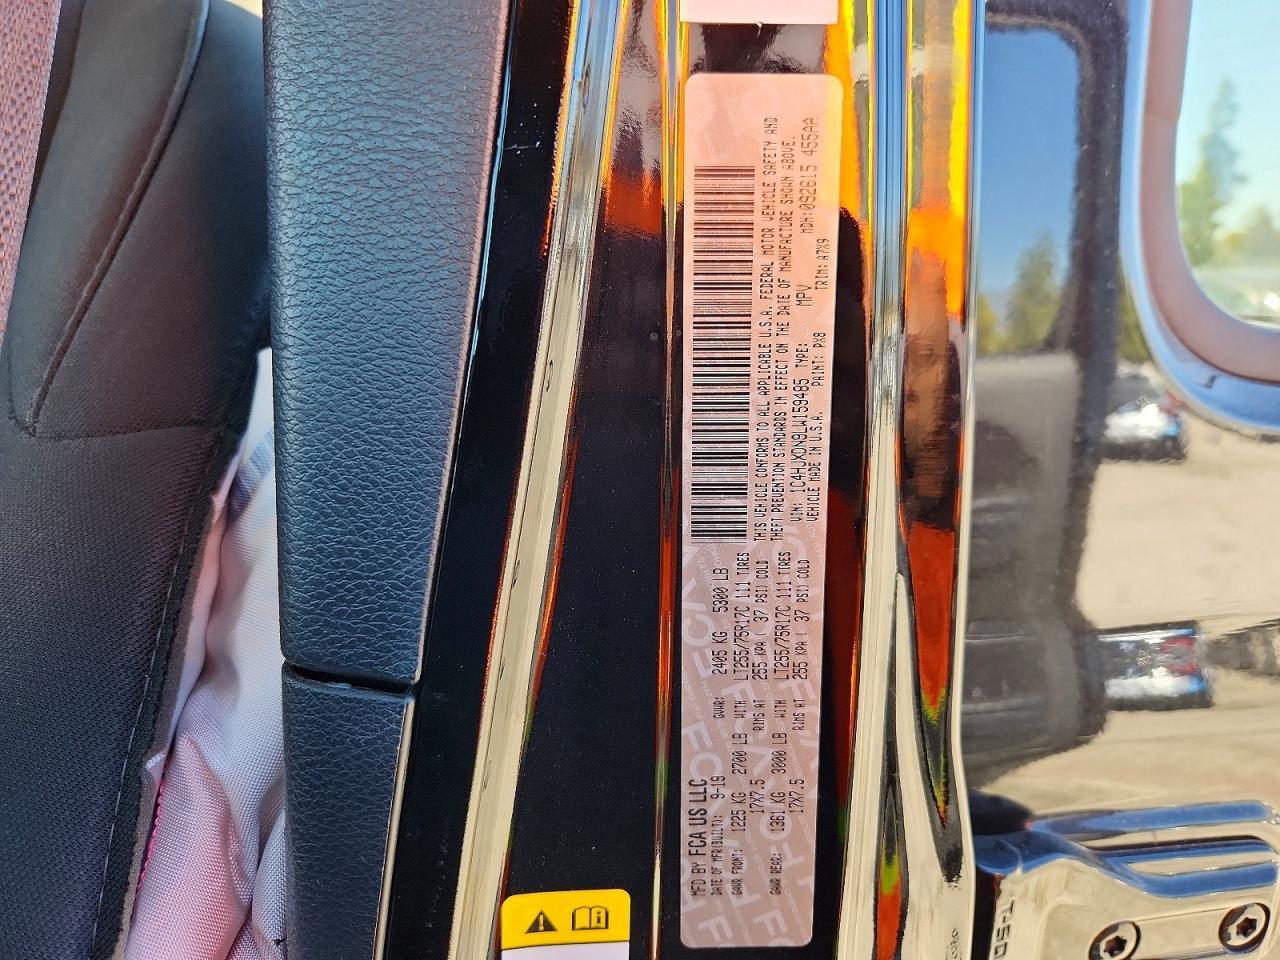 MFD BY FCA US LLC
DATE OF MFR(BUILT): 9-19 GVWR: 2405 KG 5300 LB
GAWR FRONT: 1225 KG 2700 LB WITH LT255/75R17C 111 TIRES
17X7.5 RIMS AT 255 KPA ( 37 PSI) COLD
GAWR REAR: 1361 KG 3000 LB WITH LT255/75R17C 111 TIRES
17X7.5 RIMS AT 255 KPA ( 37 PSI) COLD
THIS VEHICLE CONFORMS TO ALL APPLICABLE U.S.A. FEDERAL MOTOR VEHICLE SAFETY AND
THEFT PREVENTION STANDARDS IN EFFECT ON THE DATE OF MANUFACTURE SHOWN ABOVE.
VIN: 1C4HJXDN9LW159485 TYPE: MPV MDH:092615 455AA
VEHICLE MADE IN U.S.A. PAINT: PX8 TRIM: A7X9
T-50